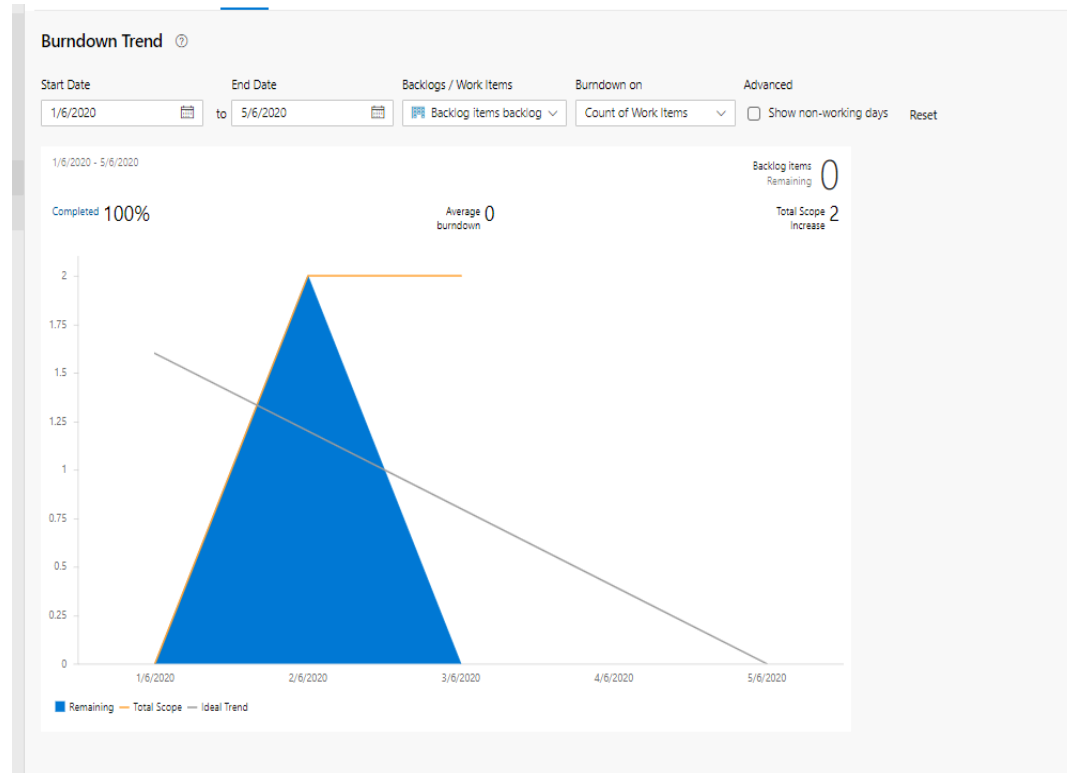 Burndown Trend
Start Date End Date Backlogs / Work Items Burndown on Advanced
1/6/2020 to 5/6/2020 Backlog items backlog Count of Work Items Show non-working days Reset
1/6/2020 - 5/6/2020
Backlog items
Remaining 0
Completed 100%
Average
burndown 0
Total Scope
Increase 2
2
1.75
1.5
1.25
1
0.75
0.5
0.25
0
1/6/2020 2/6/2020 3/6/2020 4/6/2020 5/6/2020
Remaining Total Scope Ideal Trend